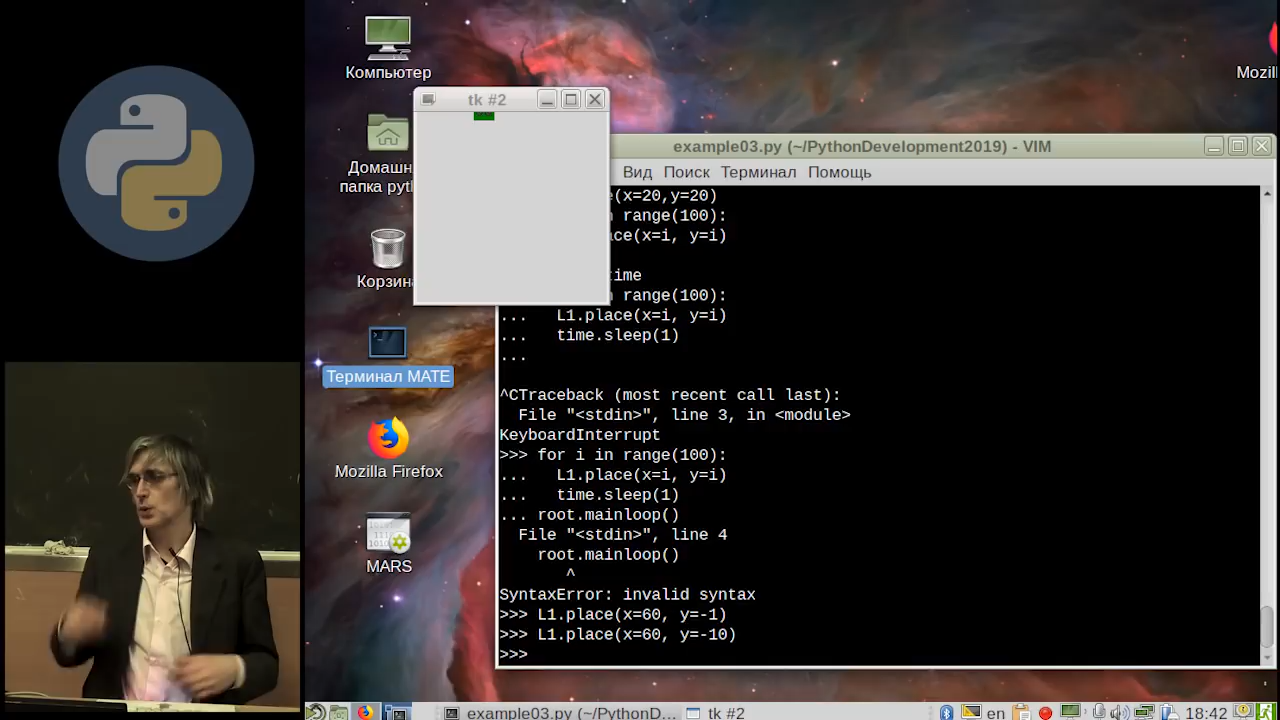 Компьютер
Домашн
папка pyt
Корзин
Терминал MATE
Mozilla Firefox
MARS
Mozil
tk #2
example03.py (~/PythonDevelopment2019) - VIM
Вид Поиск Терминал Помощь
(x=20,y=20)
range(100):
ce(x=i, y=i)
time
range(100):
... L1.place(x=i, y=i)
... time.sleep(1)
...
^CTraceback (most recent call last):
File "<stdin>", line 3, in <module>
KeyboardInterrupt
>>> for i in range(100):
... L1.place(x=i, y=i)
... time.sleep(1)
... root.mainloop()
File "<stdin>", line 4
root.mainloop()
^
SyntaxError: invalid syntax
>>> L1.place(x=60, y=-1)
>>> L1.place(x=60, y=-10)
>>>
example03.py (~/PythonD...
tk #2
en
18:42